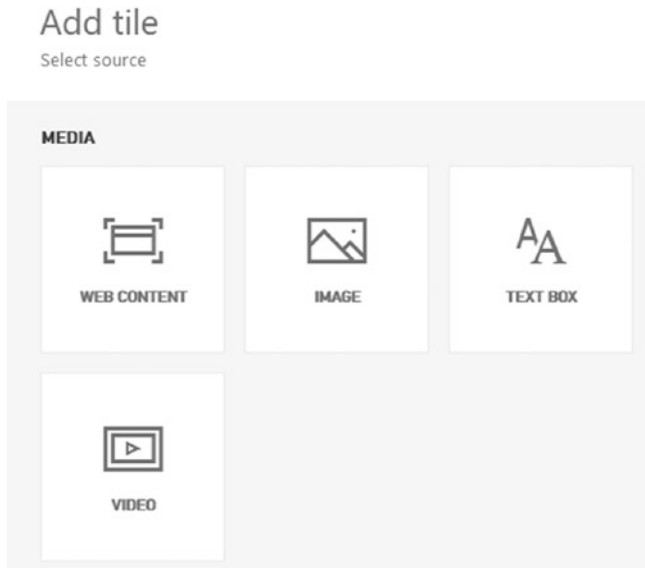 Add tile
Select source
MEDIA
WEB CONTENT
IMAGE
TEXT BOX
VIDEO